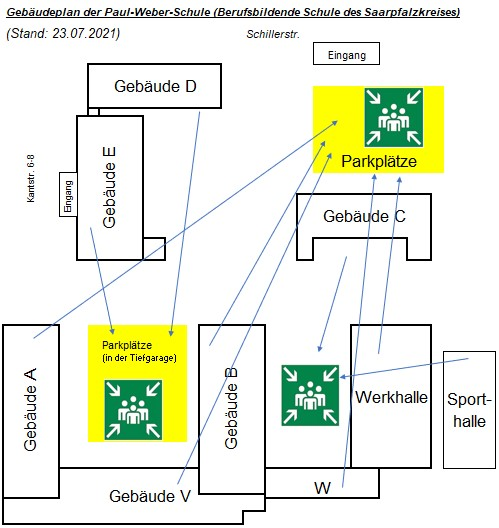 Gebäudeplan der Paul-Weber-Schule (Berufsbildende Schule des Saarpfalzkreises)
(Stand: 23.07.2021)
Schillerstr.
Eingang
Gebäude D
Parkplätze
Kantstr. 6-8
Eingang
Gebäude E
Gebäude C
Gebäude A
Parkplätze
(in der Tiefgarage)
Gebäude B
Werkhalle
Sport-
halle
Gebäude V
W